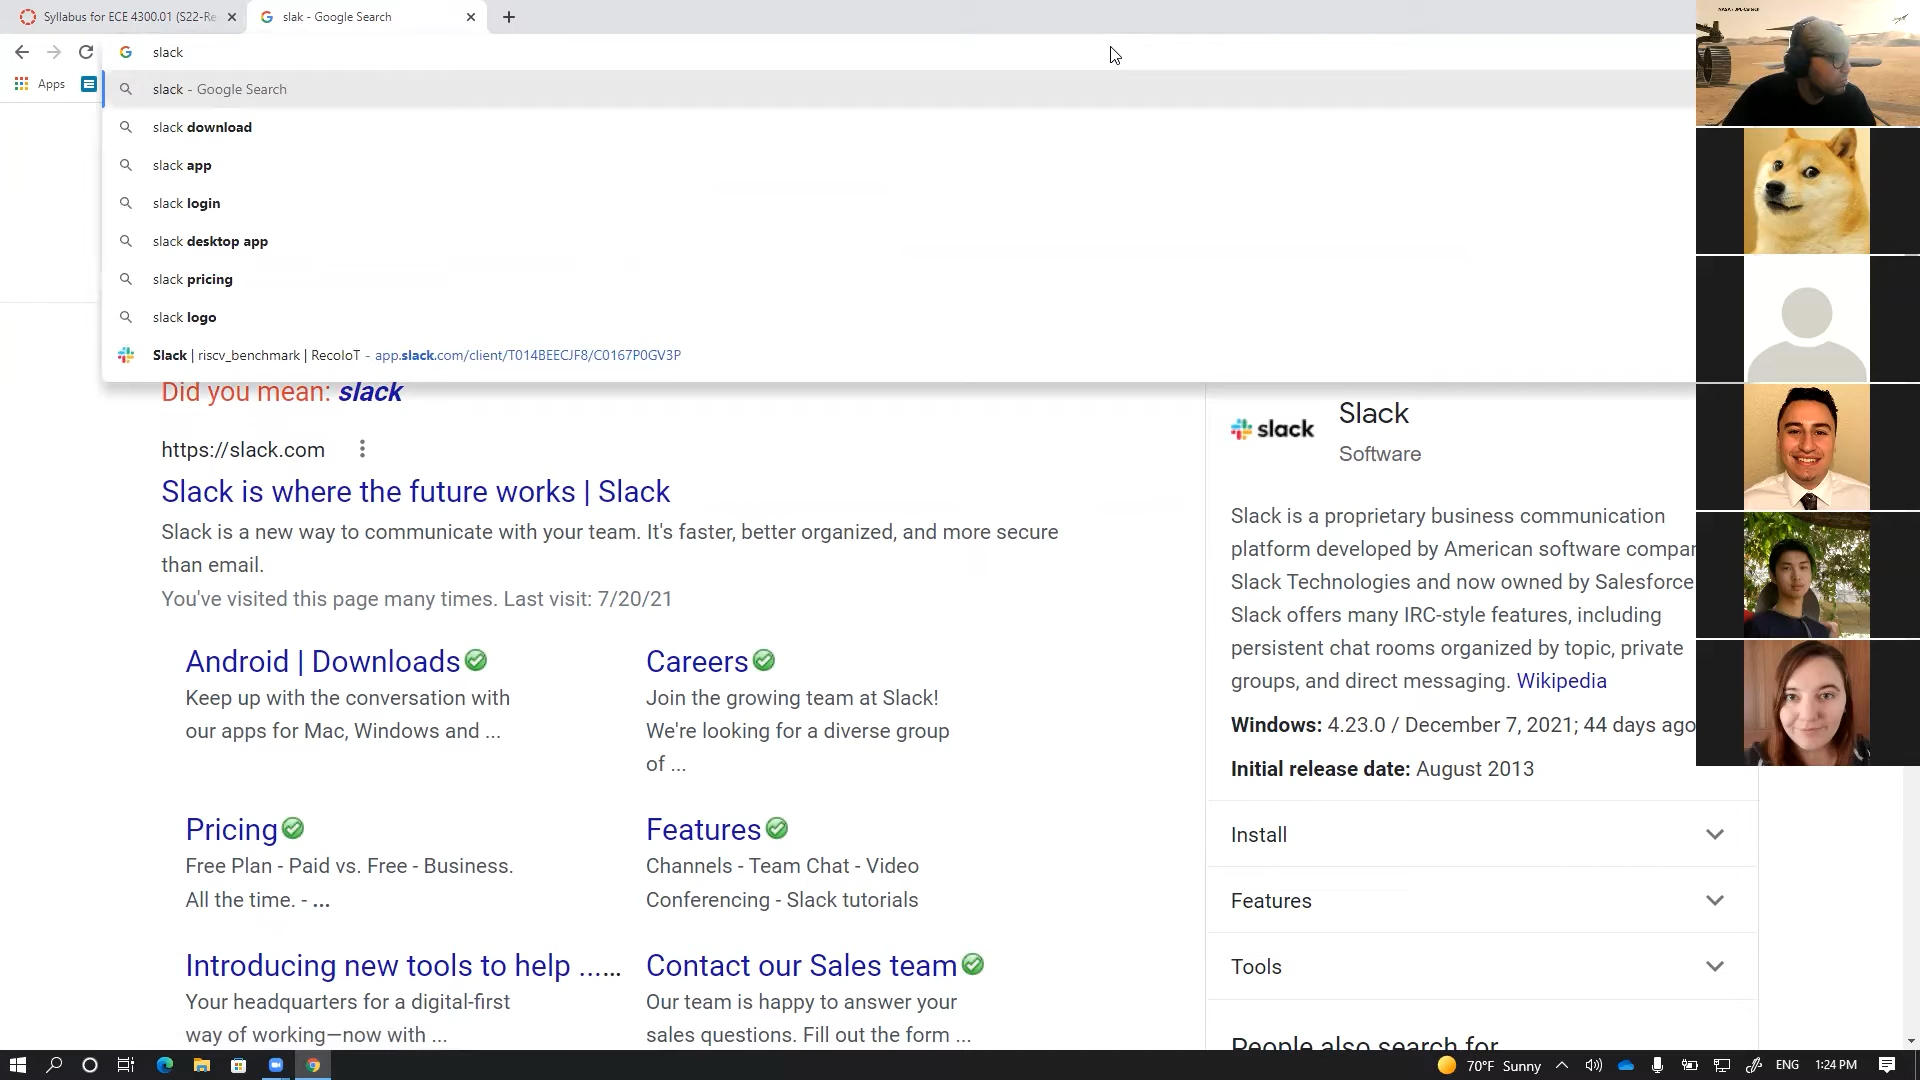 Syllabus for ECE 4300.01 (S22-Re
slak - Google Search
slack
Apps
slack - Google Search
slack download
slack app
slack login
slack desktop app
slack pricing
slack logo
Slack | riscv_benchmark | RecoIoT - app.slack.com/client/T014BEECJF8/C0167P0GV3P
Did you mean: slack
https://slack.com
Slack is where the future works | Slack
Slack is a new way to communicate with your team. It's faster, better organized, and more secure
than email.
You've visited this page many times. Last visit: 7/20/21
Android | Downloads
Keep up with the conversation with
our apps for Mac, Windows and ...
Careers
Join the growing team at Slack!
We're looking for a diverse group
of ...
Pricing
Free Plan - Paid vs. Free - Business.
All the time. - ...
Features
Channels - Team Chat - Video
Conferencing - Slack tutorials
Introducing new tools to help ......
Your headquarters for a digital-first
way of working—now with ...
Contact our Sales team
Our team is happy to answer your
sales questions. Fill out the form ...
slack
Slack
Software
Slack is a proprietary business communication
platform developed by American software compan
Slack Technologies and now owned by Salesforce
Slack offers many IRC-style features, including
persistent chat rooms organized by topic, private
groups, and direct messaging. Wikipedia
Windows: 4.23.0 / December 7, 2021; 44 days ago
Initial release date: August 2013
Install
Features
Tools
People also search for
NASA / JPL-Caltech
70°F Sunny
ENG
1:24 PM